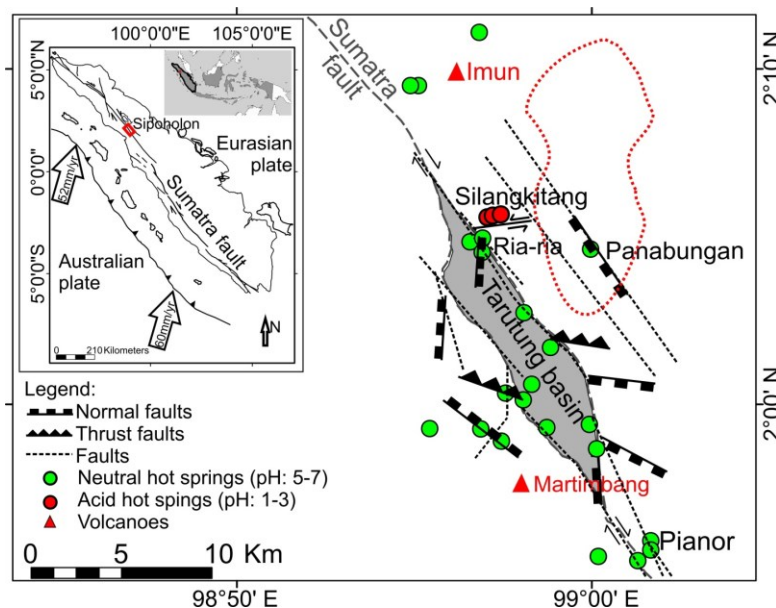 100°0'0"E 105°0'0"E
5°0'0"N
0°0'0"
5°0'0"S
Sipoholon
Eurasian
plate
Sumatra fault
52mm/yr
Australian
plate
60mm/yr
N
0 210 Kilometers
Legend:
Normal faults
Thrust faults
Faults
Neutral hot springs (pH: 5-7)
Acid hot spings (pH: 1-3)
Volcanoes
0 5 10 Km
Sumatra
fault
Imun
Silangkitang
Ria-ria
Panabungan
Tarutung basin
Martimbang
Pianor
2°10' N
2°00' N
98°50' E 99°00' E